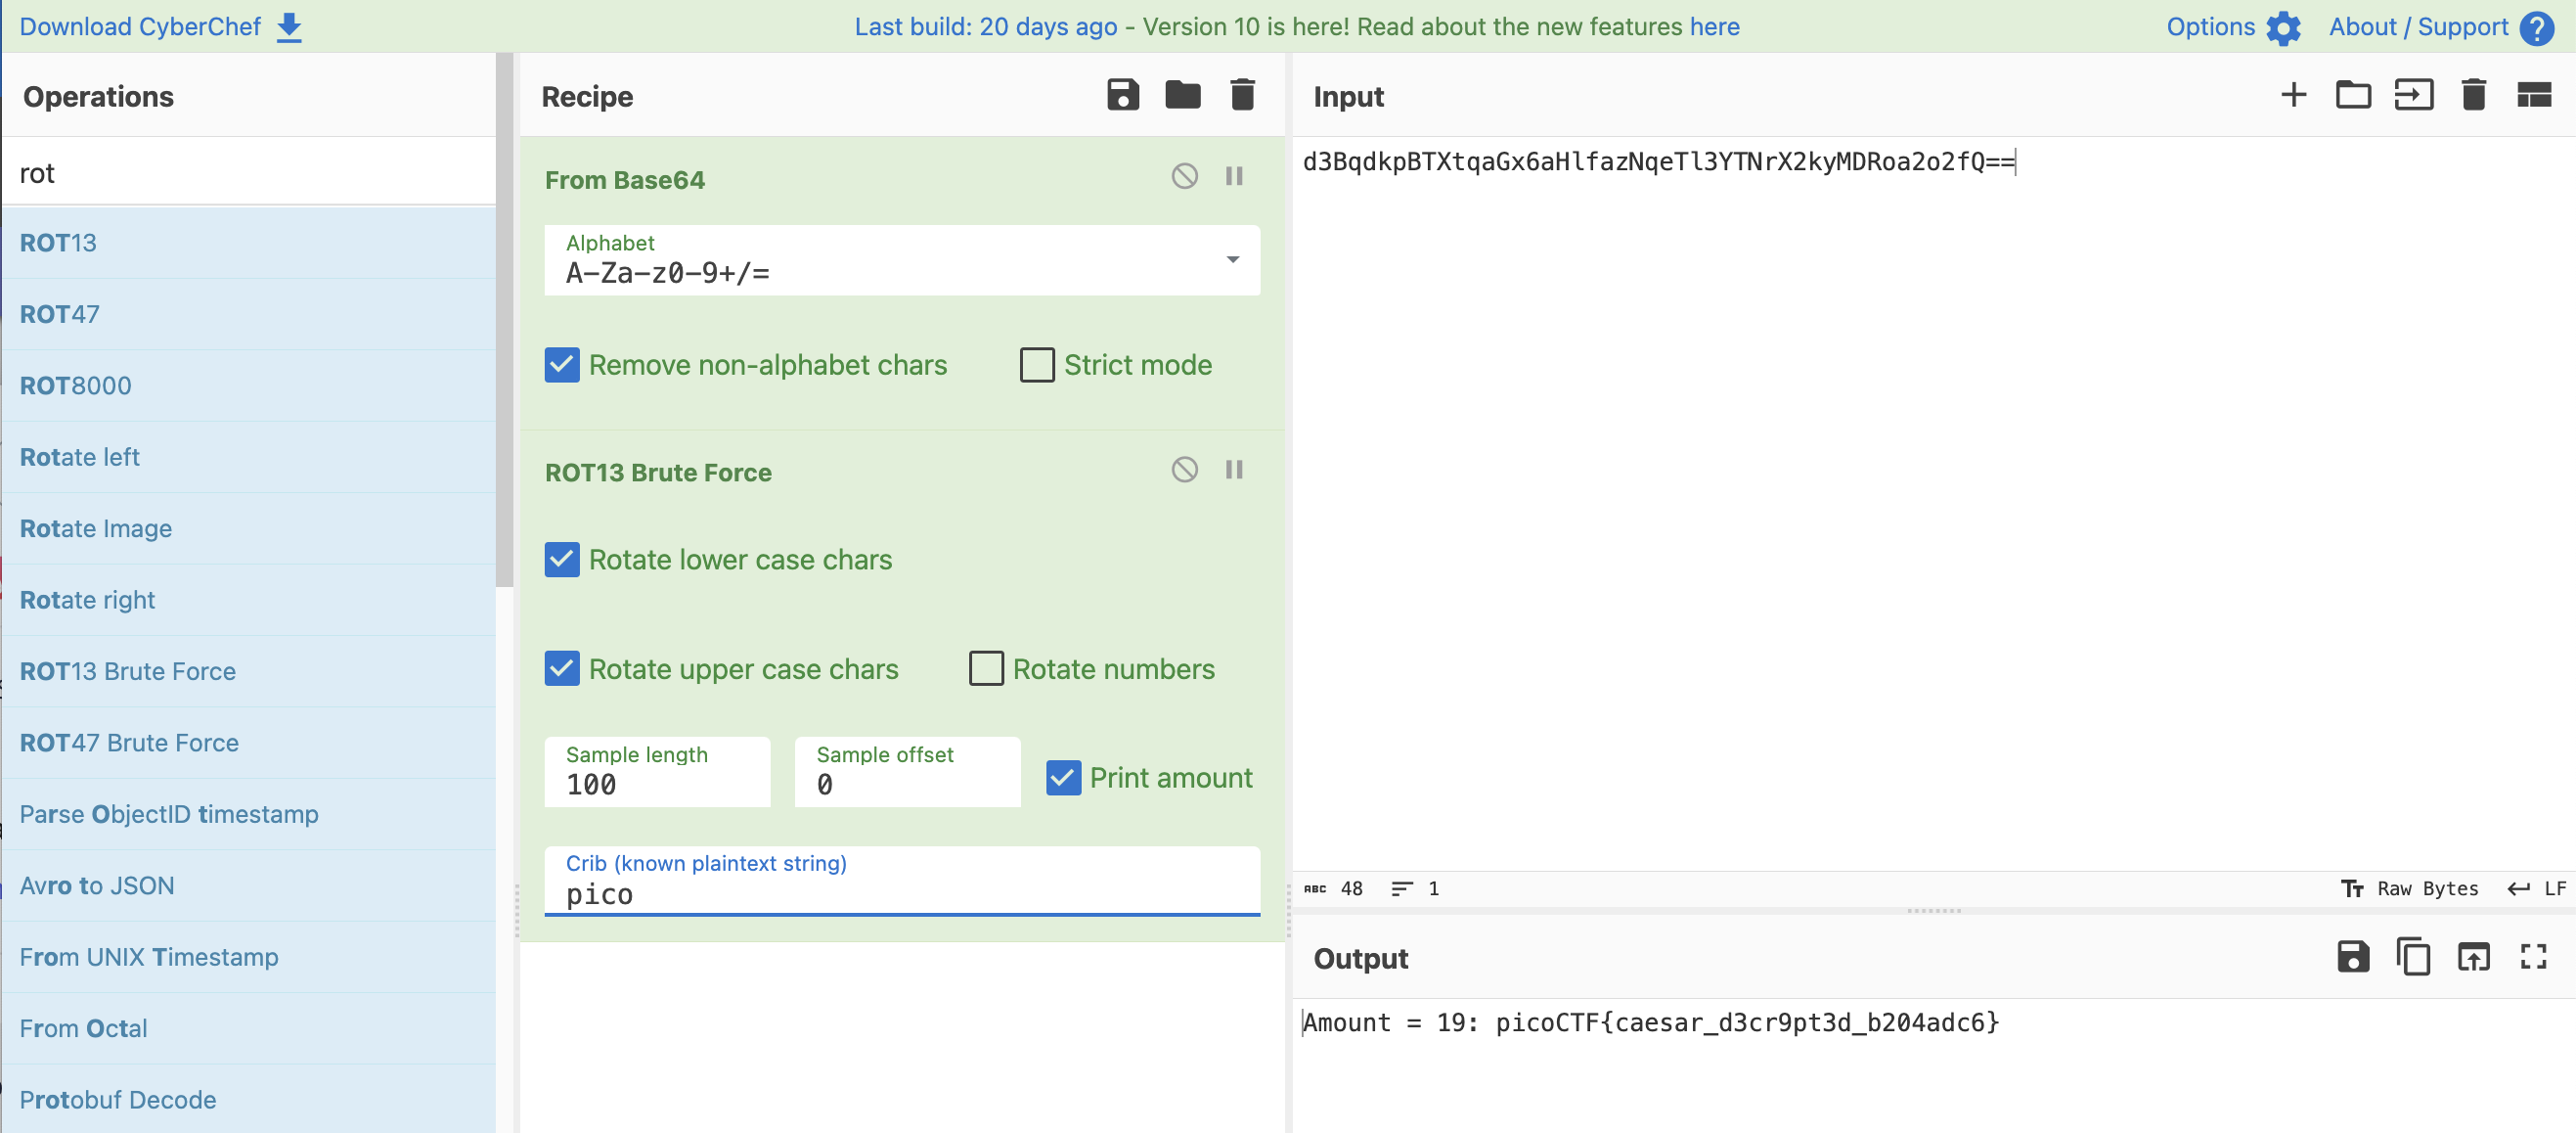 Download CyberChef
Last build: 20 days ago - Version 10 is here! Read about the new features here
Options
About / Support
?
Operations
rot
ROT13
ROT47
ROT8000
Rotate left
Rotate Image
Rotate right
ROT13 Brute Force
ROT47 Brute Force
Parse ObjectID timestamp
Avro to JSON
From UNIX Timestamp
From Octal
Protobuf Decode
Recipe
From Base64
Alphabet
A-Za-z0-9+/=
Remove non-alphabet chars
Strict mode
ROT13 Brute Force
Rotate lower case chars
Rotate upper case chars
Rotate numbers
Sample length
100
Sample offset
0
Print amount
Crib (known plaintext string)
pico
Input
d3BqdkpBTXtqaGx6aHlfazNqeTl3YTNrX2kyMDRoa2o2fQ==
ABC 48
1
Tt Raw Bytes
LF
Output
Amount = 19: picoCTF{caesar_d3cr9pt3d_b204adc6}